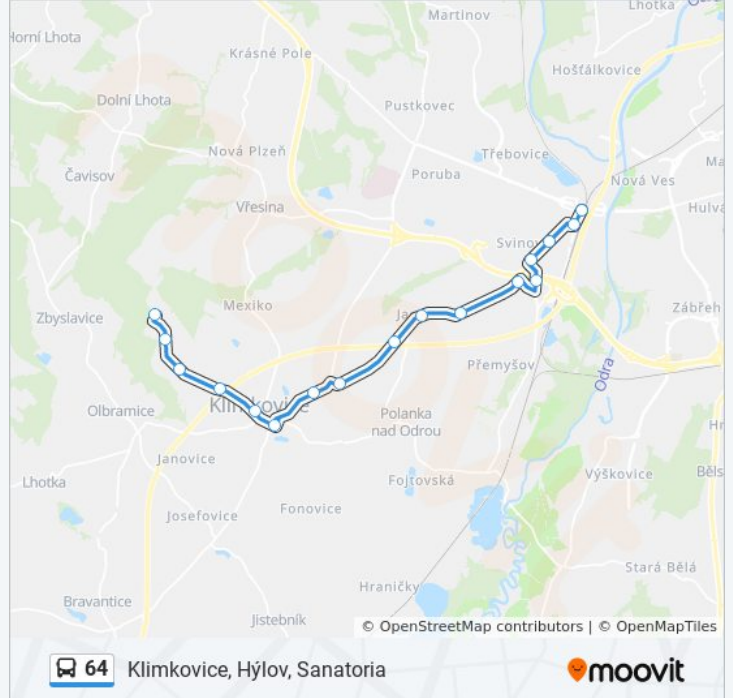 Martinov
Lhotka
Horní Lhota
Krásné Pole
Hošťálkovice
Dolní Lhota
Pustkovec
Nová Plzeň
Třebovice
Čavisov
Poruba
Nová Ves
Vřesina
Svinov
Mexiko
Zbyslavice
Přemyšov
Odra
Klimkovice
Olbramice
Polanka
nad Odrou
Janovice
Lhotka
Fojtovská
Výškovice
Josefovice
Fonovice
Stará Bělá
Hraničky
Bravantice
Jistebník
© OpenStreetMap contributors | © OpenMapTiles
64 Klimkovice, Hýlov, Sanatoria
moovit